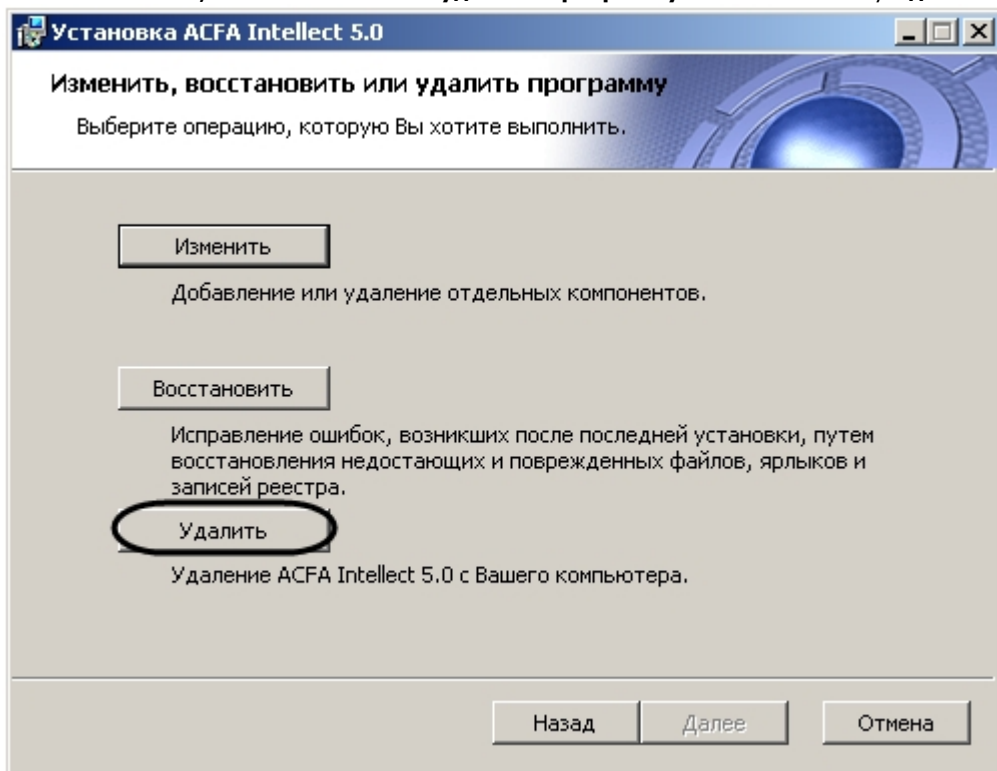 Установка ACFA Intellect 5.0
Изменить, восстановить или удалить программу
Выберите операцию, которую Вы хотите выполнить.
Изменить
Добавление или удаление отдельных компонентов.
Восстановить
Исправление ошибок, возникших после последней установки, путем
восстановления недостающих и поврежденных файлов, ярлыков и
записей реестра.
Удалить
Удаление ACFA Intellect 5.0 с Вашего компьютера.
Назад
Далее
Отмена